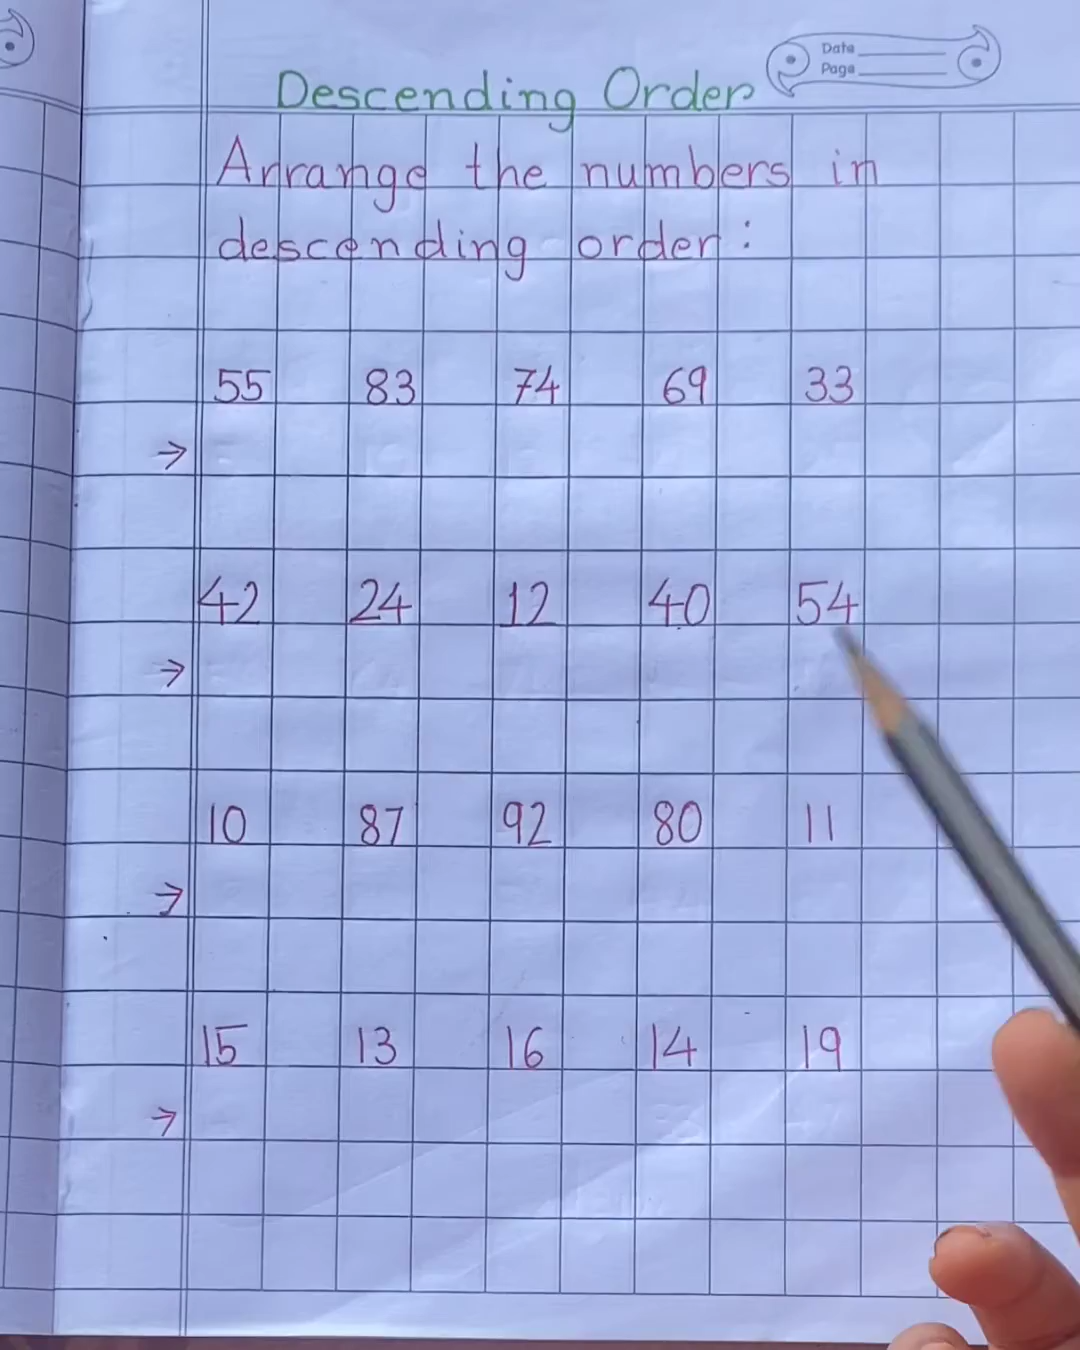 Date
Page
Descending Order
Arrange the numbers in
descending order:
55 83 74 69 33
→
42 24 12 40 54
→
10 87 92 80 11
→
15 13 16 14 19
→